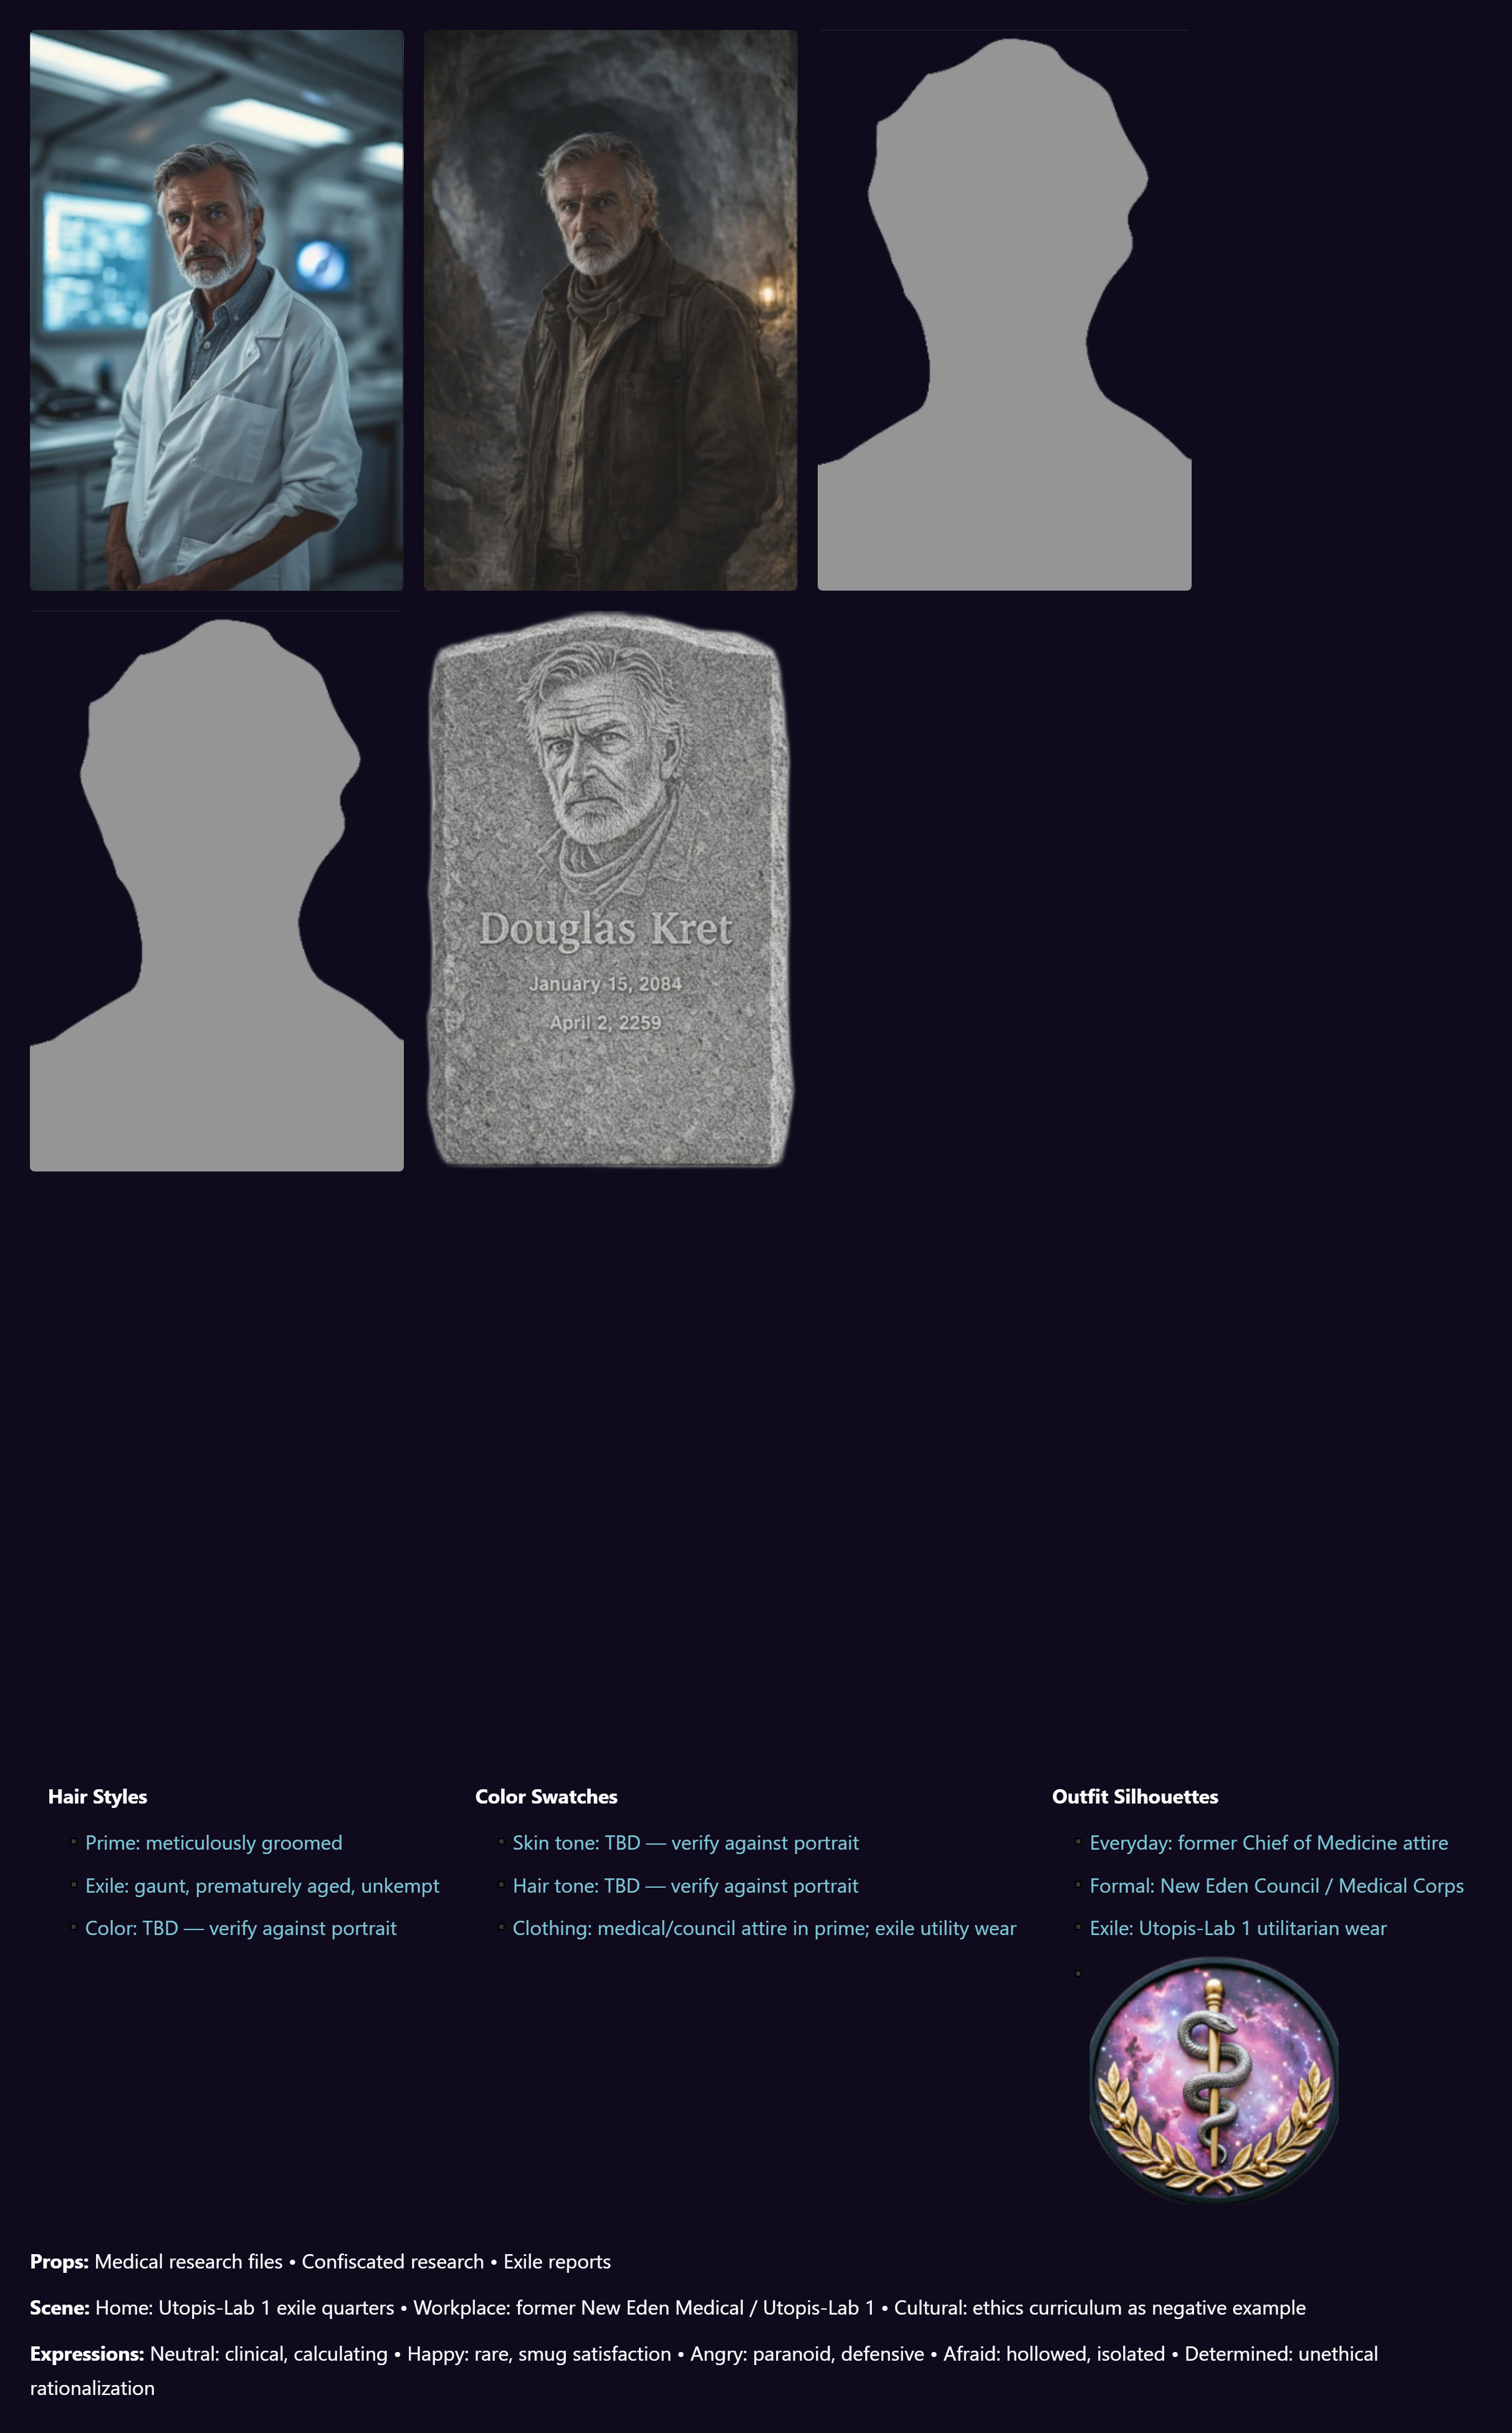 Douglas Kret
January 15, 2084
April 2, 2259
Hair Styles
Prime: meticulously groomed
Exile: gaunt, prematurely aged, unkempt
Color: TBD — verify against portrait
Color Swatches
Skin tone: TBD — verify against portrait
Hair tone: TBD — verify against portrait
Clothing: medical/council attire in prime; exile utility wear
Outfit Silhouettes
Everyday: former Chief of Medicine attire
Formal: New Eden Council / Medical Corps
Exile: Utopis-Lab 1 utilitarian wear
Props: Medical research files • Confiscated research • Exile reports
Scene: Home: Utopis-Lab 1 exile quarters • Workplace: former New Eden Medical / Utopis-Lab 1 • Cultural: ethics curriculum as negative example
Expressions: Neutral: clinical, calculating • Happy: rare, smug satisfaction • Angry: paranoid, defensive • Afraid: hollowed, isolated • Determined: unethical
rationalization